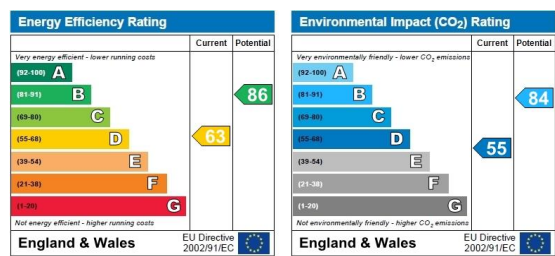 Energy Efficiency Rating
Current Potential
Very energy efficient - lower running costs
(92-100) A
(81-91) B
86
(69-80) C
(55-68) D
63
(39-54) E
(21-38) F
(1-20) G
Not energy efficient - higher running costs
England & Wales
EU Directive
2002/91/EC
Environmental Impact (CO2) Rating
Current Potential
Very environmentally friendly - lower CO2 emissions
(92-100) A
(81-91) B
84
(69-80) C
(55-68) D
55
(39-54) E
(21-38) F
(1-20) G
Not environmentally friendly - higher CO2 emissions
England & Wales
EU Directive
2002/91/EC